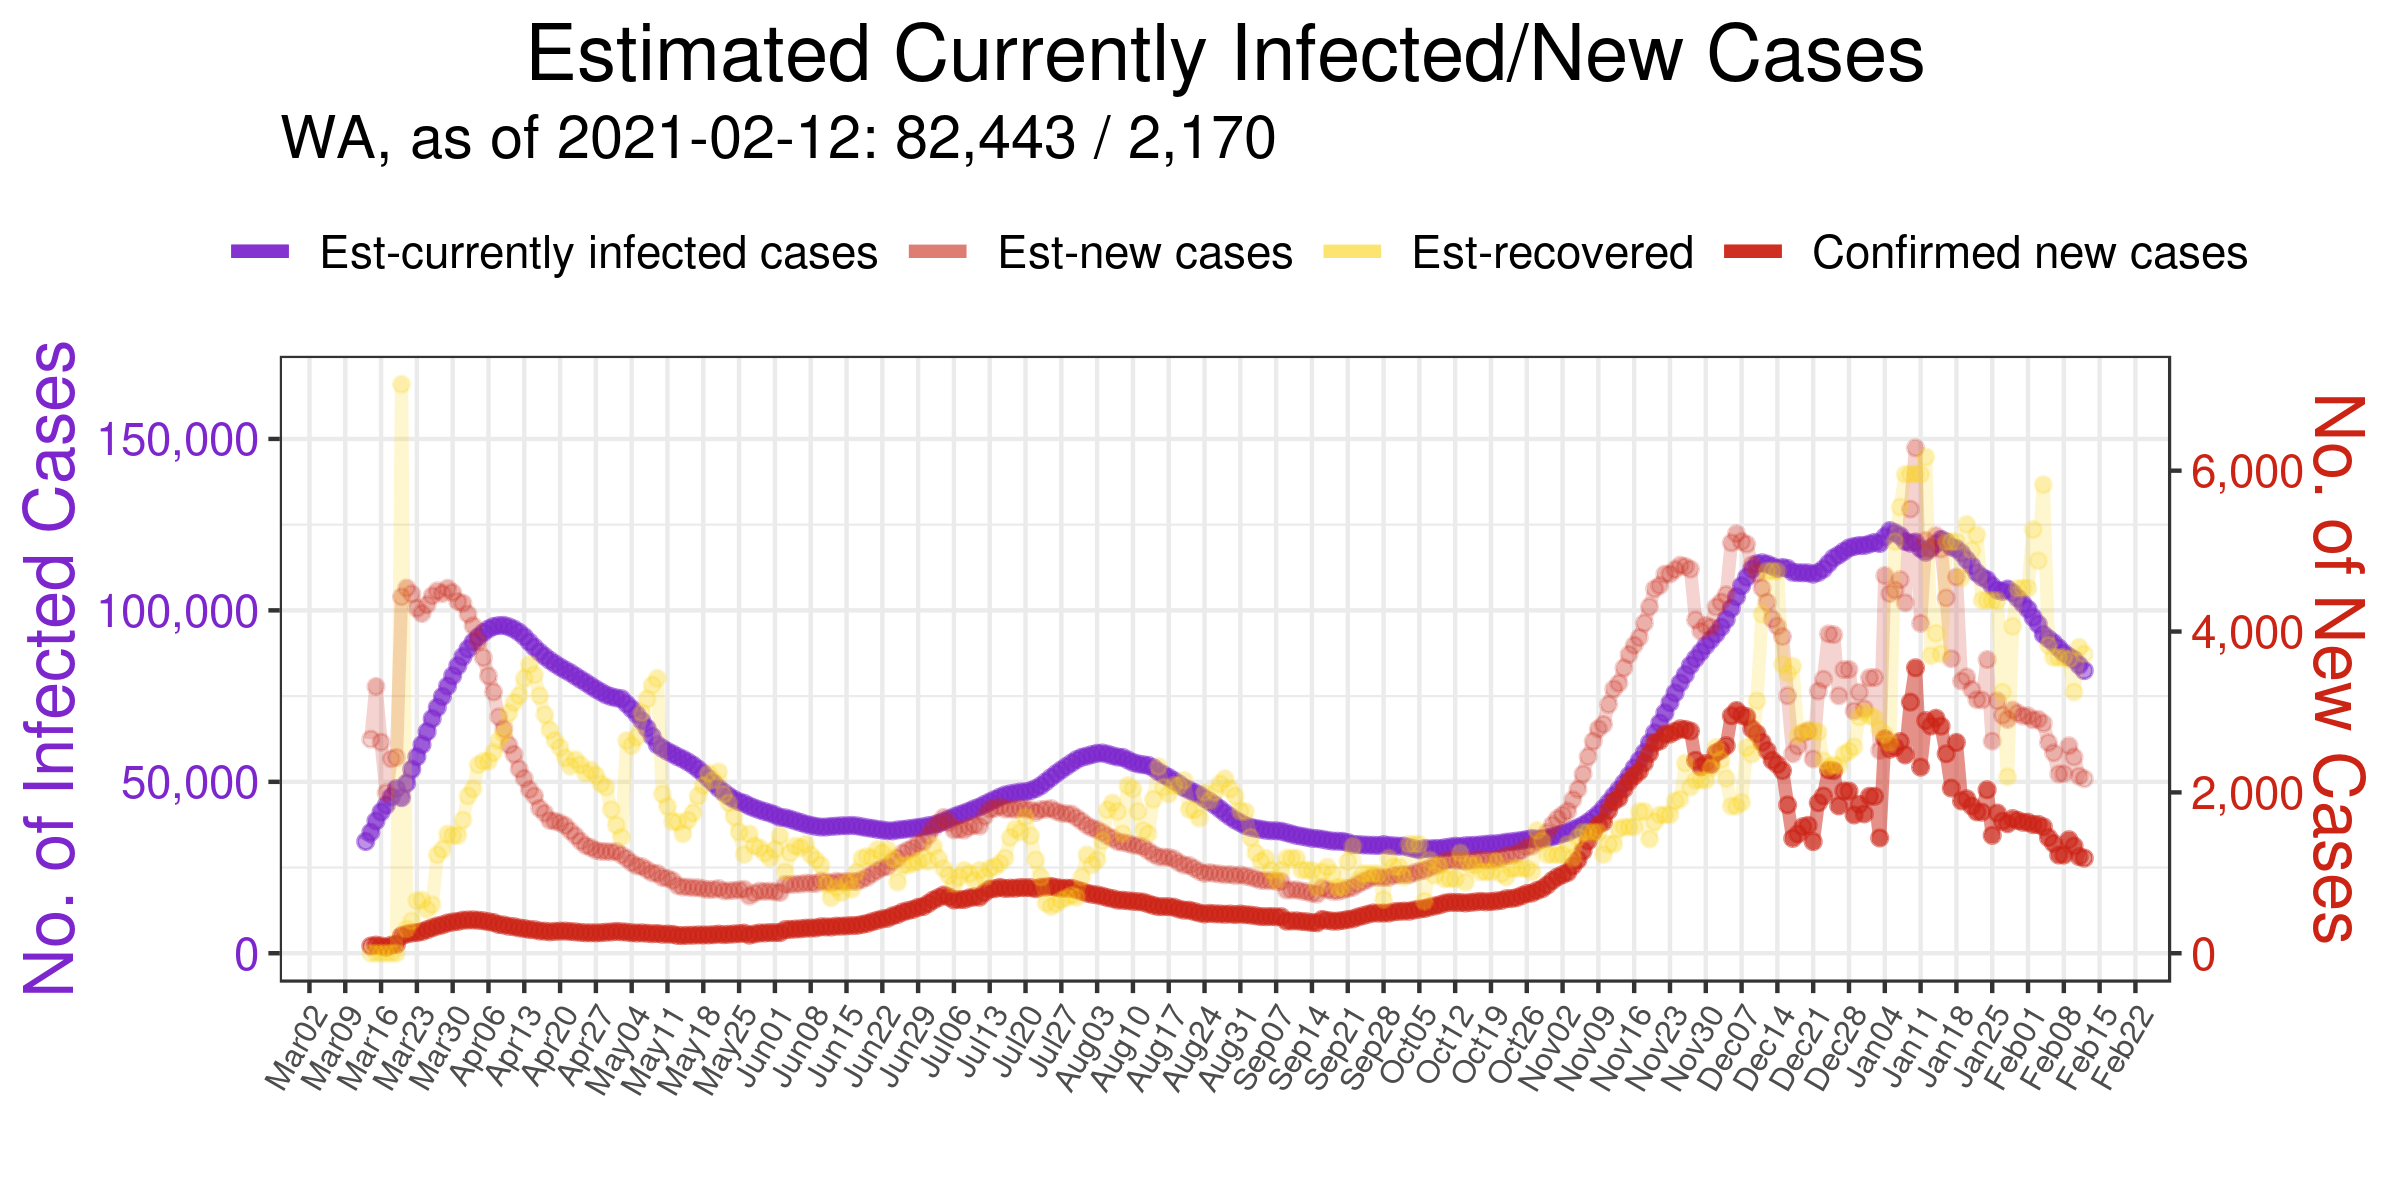 Estimated Currently Infected/New Cases
WA, as of 2021-02-12: 82,443 / 2,170
Est-currently infected cases Est-new cases Est-recovered Confirmed new cases
No. of Infected Cases
150,000
100,000
50,000
0
6,000
4,000
2,000
0
No. of New Cases
Mar02 Mar09 Mar16 Mar23 Mar30 Apr06 Apr13 Apr20 Apr27 May04 May11 May18 May25 Jun01 Jun08 Jun15 Jun22 Jun29 Jul06 Jul13 Jul20 Jul27 Aug03 Aug10 Aug17 Aug24 Aug31 Sep07 Sep14 Sep21 Sep28 Oct05 Oct12 Oct19 Oct26 Nov02 Nov09 Nov16 Nov23 Nov30 Dec07 Dec14 Dec21 Dec28 Jan04 Jan11 Jan18 Jan25 Feb01 Feb08 Feb15 Feb22